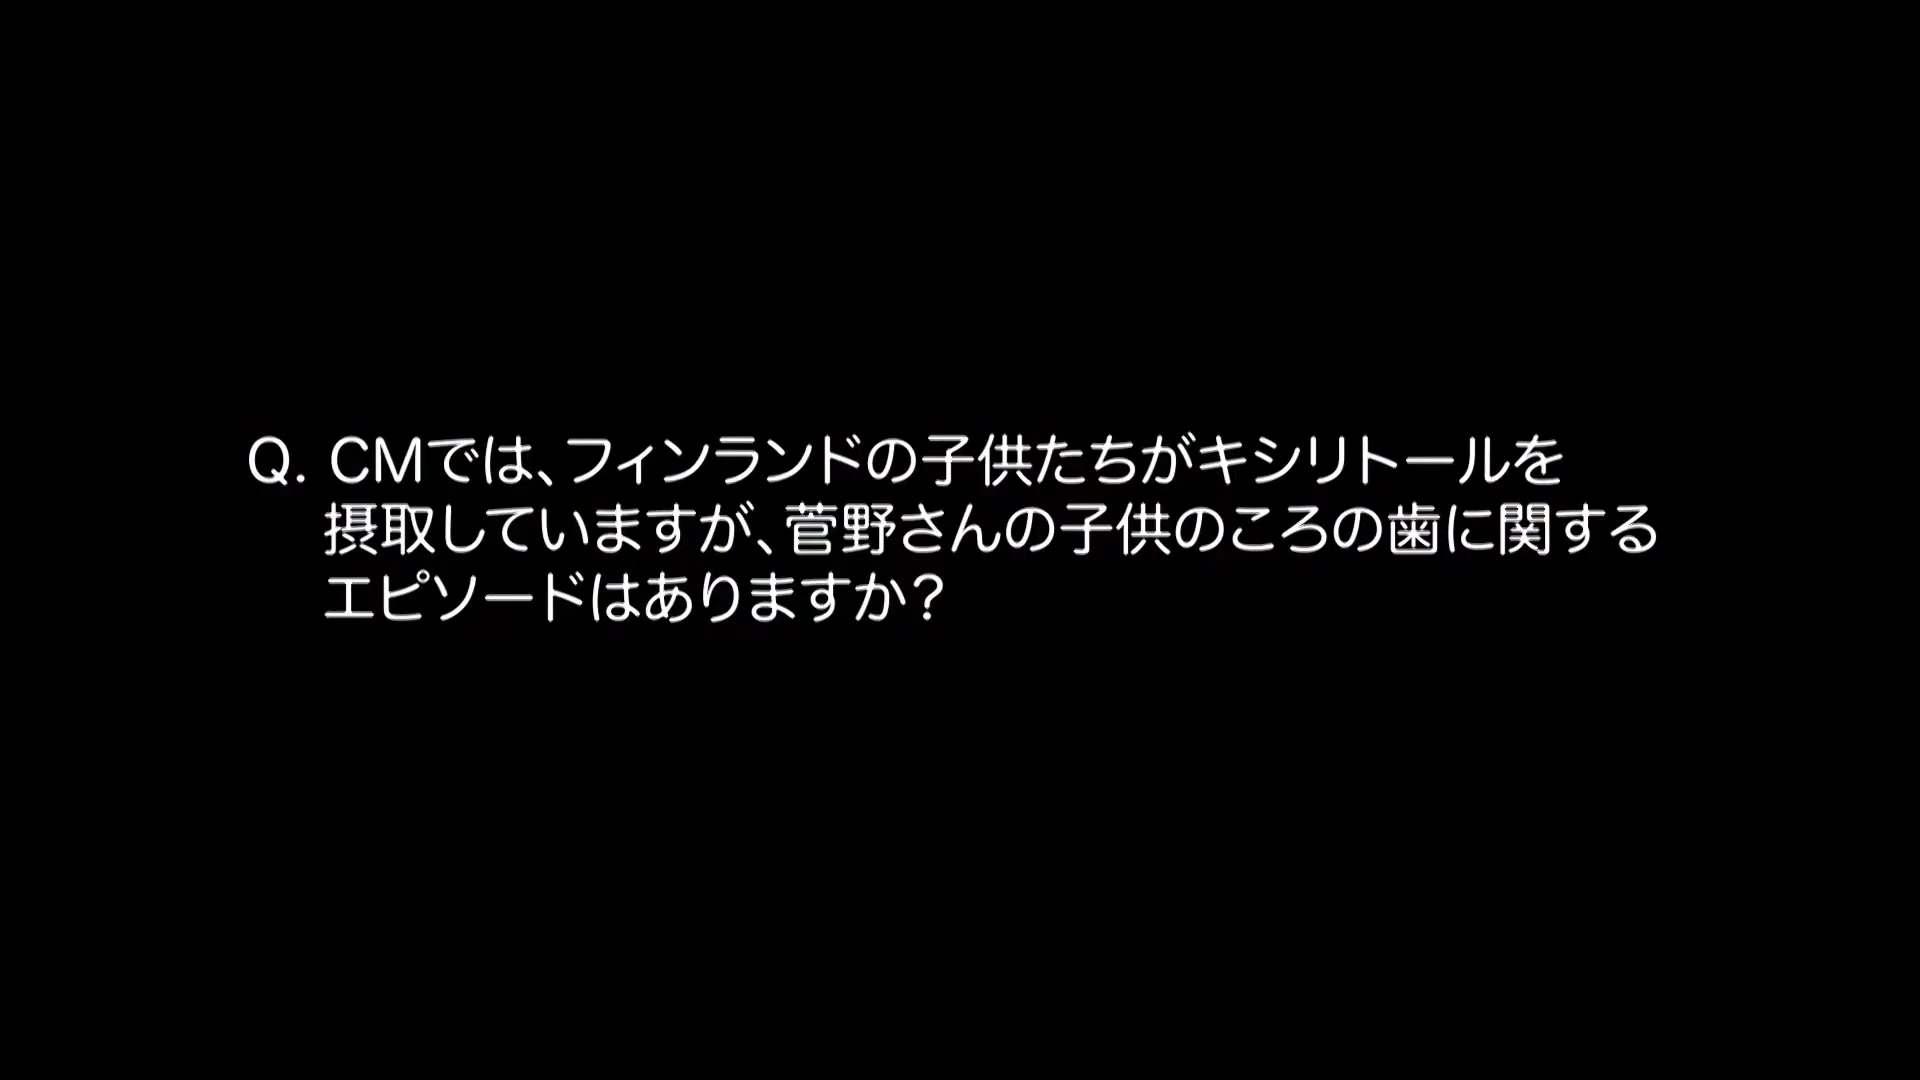 Q. CMでは、フィンランドの子供たちがキシリトールを
摂取していますが、菅野さんの子供のころの歯に関する
エピソードはありますか？